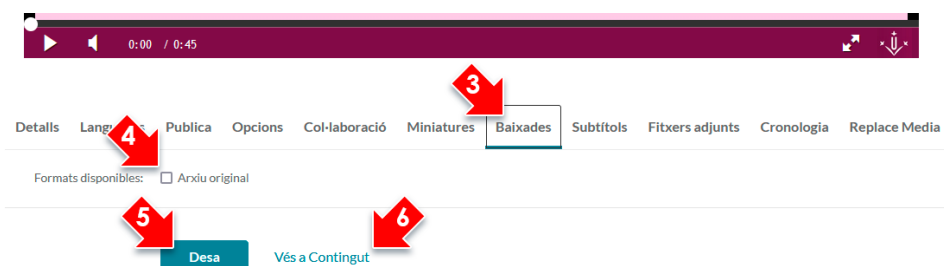 0:00 / 0:45
3
Detalls Publica Opcions Col·laboració Miniatures Baixades Subtítols Fitxers adjunts Cronologia Replace Media
4
Formats disponibles: Arxiu original
5 6
Desa Vés a Contingut